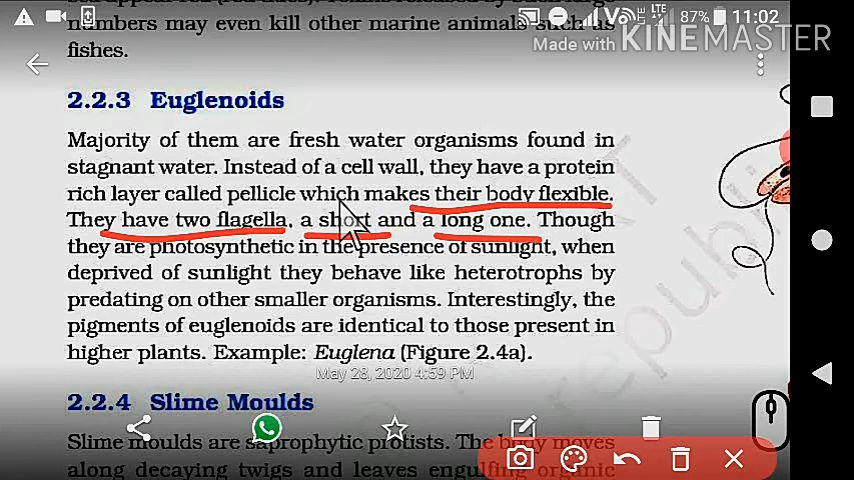 87% 11:02
numbers may even kill other marine animals such as
Made with KINEMASTER
fishes.
2.2.3 Euglenoids
Majority of them are fresh water organisms found in
stagnant water. Instead of a cell wall, they have a protein
rich layer called pellicle which makes their body flexible.
They have two flagella, a short and a long one. Though
they are photosynthetic in the presence of sunlight, when
deprived of sunlight they behave like heterotrophs by
predating on other smaller organisms. Interestingly, the
pigments of euglenoids are identical to those present in
higher plants. Example: Euglena (Figure 2.4a).
May 28, 2020 4:59 PM
2.2.4 Slime Moulds
Slime moulds are saprophytic protists. The body moves
along decaying twigs and leaves engulfing organic